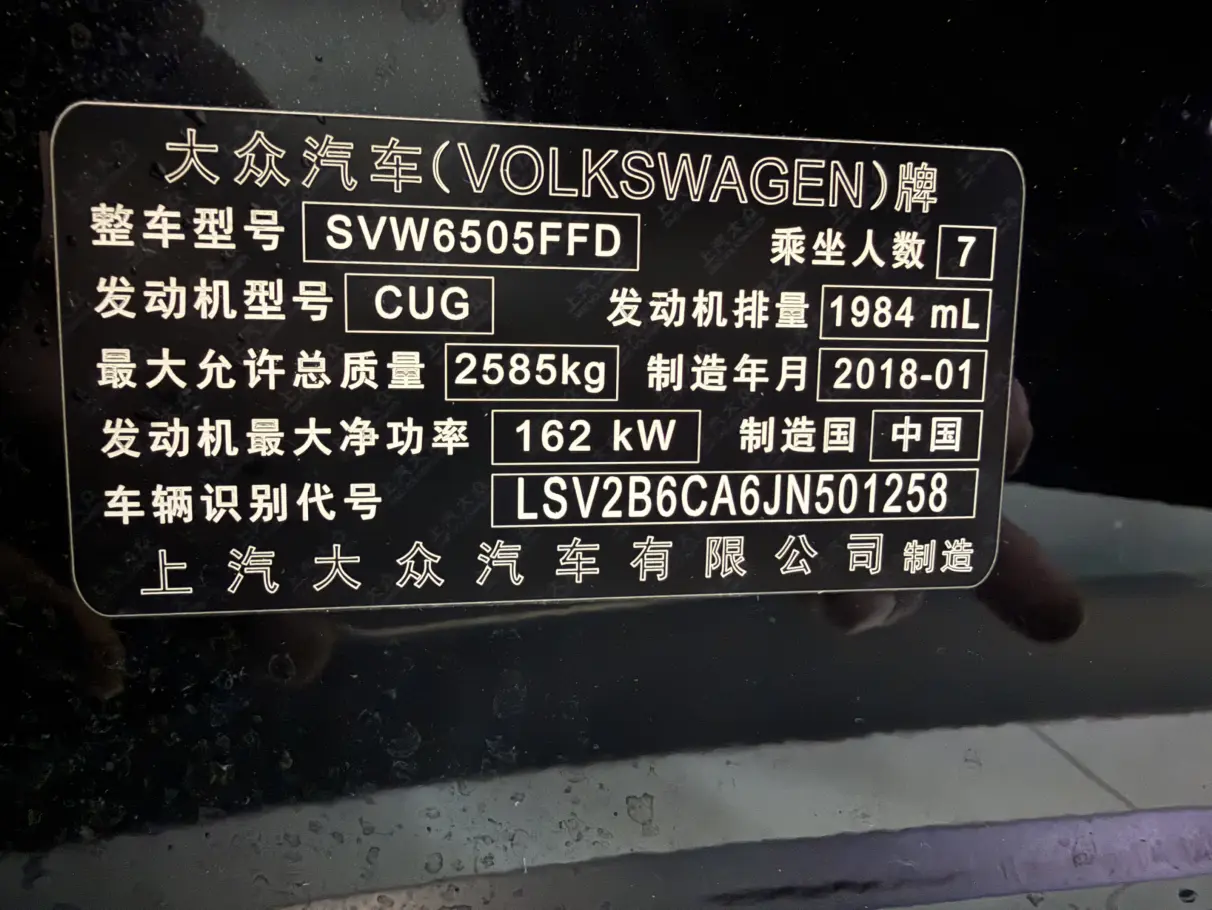 大众汽车(VOLKSWAGEN)牌
整车型号 SVW6505FFD 乘坐人数 7
发动机型号 CUG 发动机排量 1984 mL
最大允许总质量 2585kg 制造年月 2018-01
发动机最大净功率 162 kW 制造国 中国
车辆识别代号 LSV2B6CA6JN501258
上汽大众汽车有限公司制造